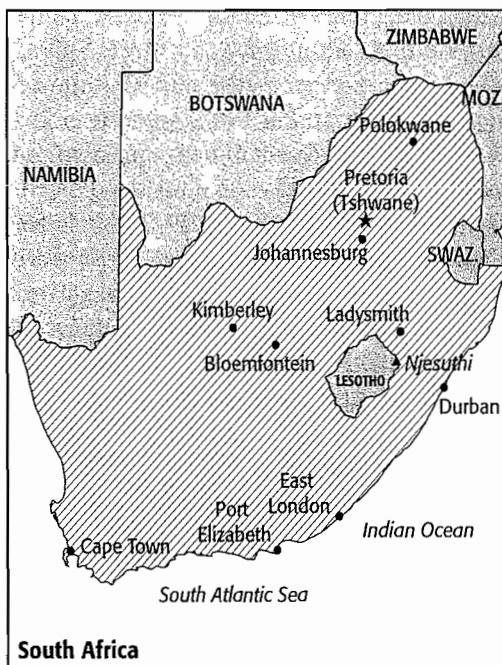 ZIMBABWE
BOTSWANA
MOZ.
Polokwane
NAMIBIA
Pretoria
(Tshwane)
Johannesburg
SWAZ.
Kimberley
Ladysmith
Bloemfontein
Njesuthi
LESOTHO
Durban
East
London
Port
Elizabeth
Indian Ocean
Cape Town
South Atlantic Sea
South Africa